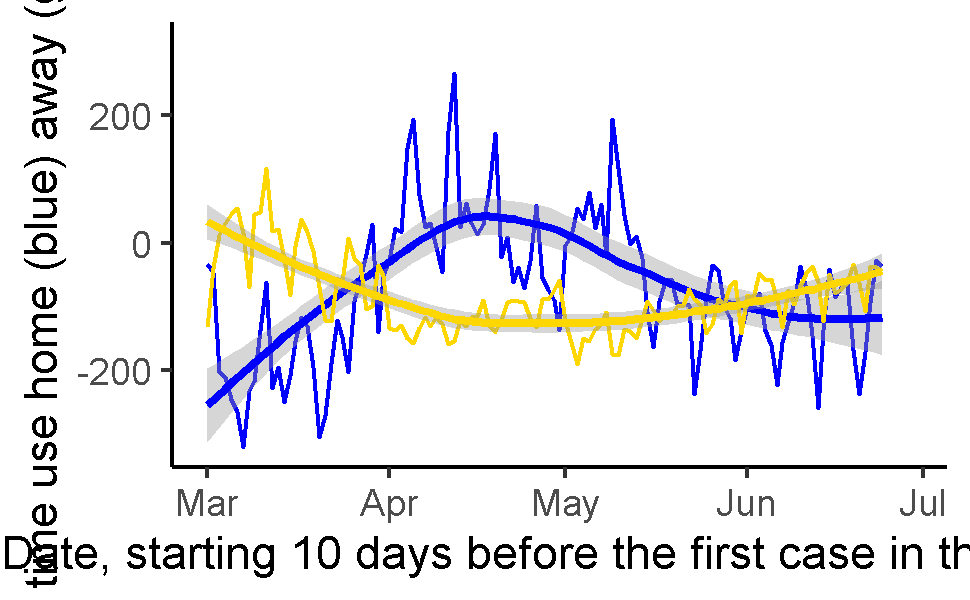 time use home (blue) away (
200
0
-200
Mar Apr May Jun Jul
Date, starting 10 days before the first case in th